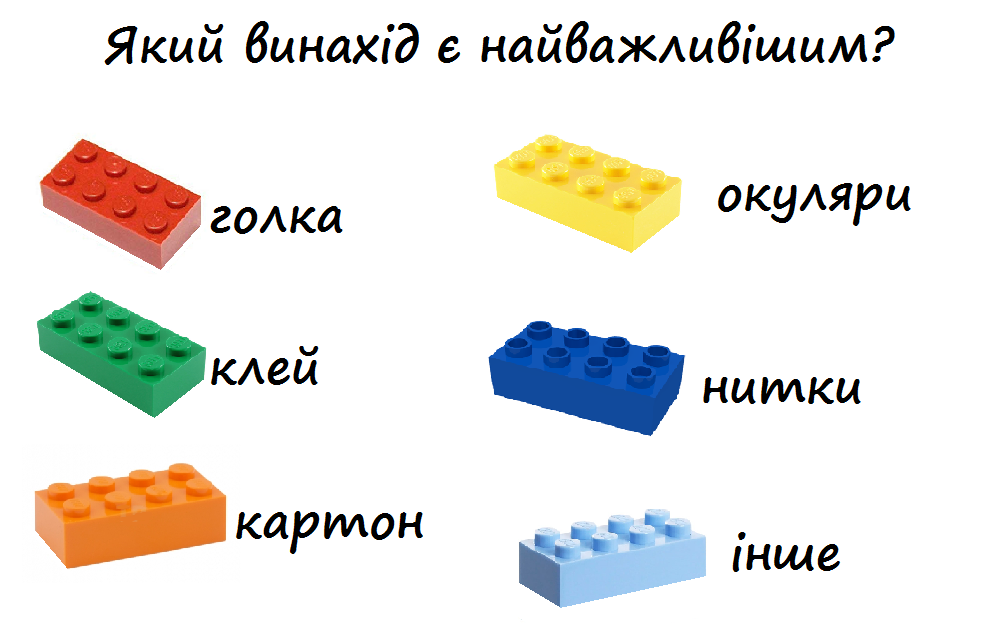 Який винахід є найважливішим?
голка
окуляри
клей
нитки
картон
інше